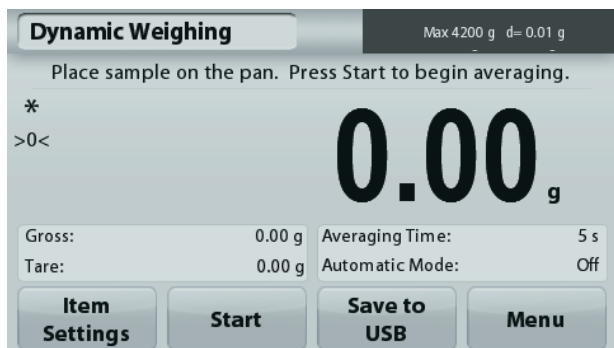 Dynamic Weighing
Max 4200 g d= 0.01 g
Place sample on the pan. Press Start to begin averaging.
*
>0<
0.00 g
Gross: 0.00 g
Tare: 0.00 g
Averaging Time: 5 s
Automatic Mode: Off
Item Settings
Start
Save to USB
Menu